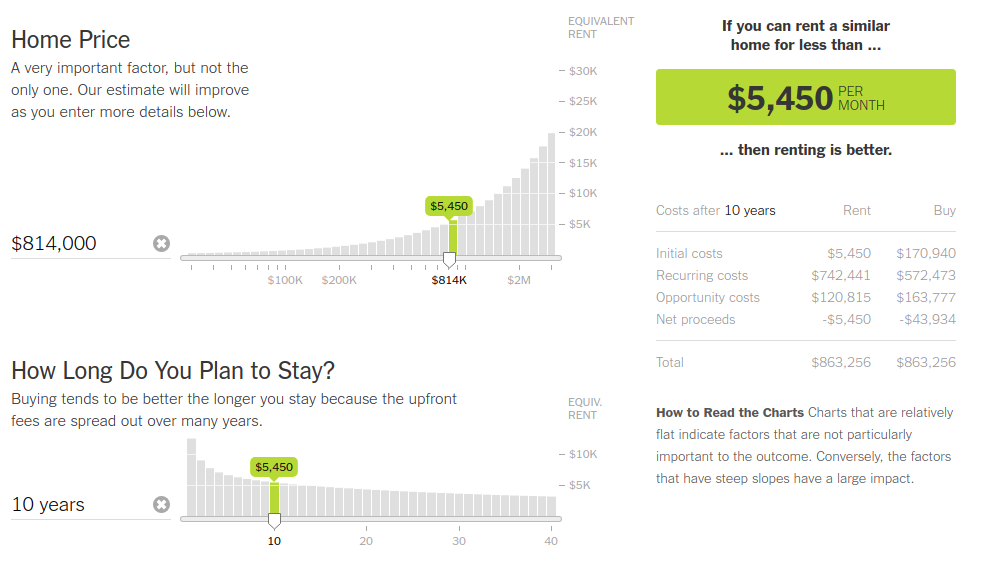 Home Price
A very important factor, but not the
only one. Our estimate will improve
as you enter more details below.
$814,000
EQUIVALENT
RENT
$30K
$25K
$20K
$15K
$10K
$5K
$5,450
$100K $200K $814K $2M
How Long Do You Plan to Stay?
Buying tends to be better the longer you stay because the upfront
fees are spread out over many years.
10 years
EQUIV.
RENT
$10K
$5K
$5,450
10 20 30 40
If you can rent a similar
home for less than ...
$5,450 PER
MONTH
... then renting is better.
Costs after 10 years Rent Buy
Initial costs $5,450 $170,940
Recurring costs $742,441 $572,473
Opportunity costs $120,815 $163,777
Net proceeds -$5,450 -$43,934
Total $863,256 $863,256
How to Read the Charts Charts that are relatively
flat indicate factors that are not particularly
important to the outcome. Conversely, the factors
that have steep slopes have a large impact.